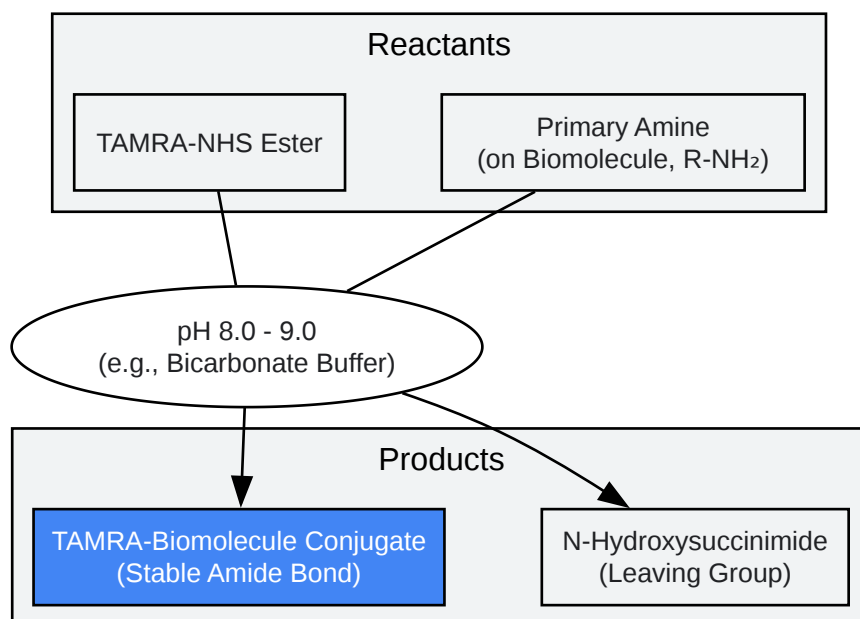 Reactants
TAMRA-NHS Ester
Primary Amine
(on Biomolecule, R-NH₂)
pH 8.0 - 9.0
(e.g., Bicarbonate Buffer)
Products
TAMRA-Biomolecule Conjugate
(Stable Amide Bond)
N-Hydroxysuccinimide
(Leaving Group)